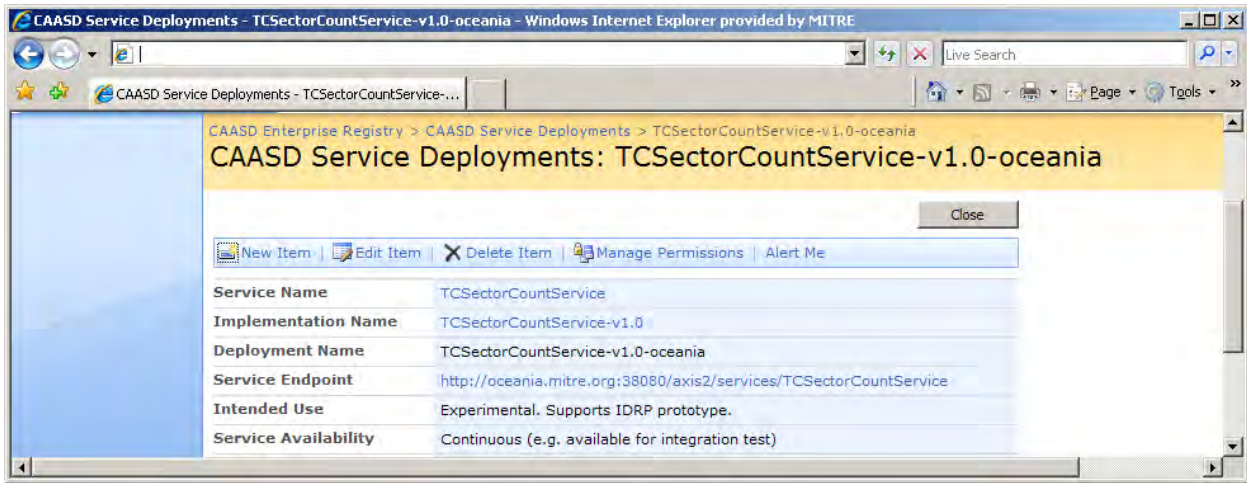 CAASD Service Deployments - TCSectorCountService-v1.0-oceania - Windows Internet Explorer provided by MITRE
Live Search
CAASD Service Deployments - TCSectorCountService-... Page Tools »
CAASD Enterprise Registry > CAASD Service Deployments > TCSectorCountService-v1.0-oceania
CAASD Service Deployments: TCSectorCountService-v1.0-oceania
Close
New Item | Edit Item | Delete Item | Manage Permissions | Alert Me
Service Name TCSectorCountService
Implementation Name TCSectorCountService-v1.0
Deployment Name TCSectorCountService-v1.0-oceania
Service Endpoint http://oceania.mitre.org:38080/axis2/services/TCSectorCountService
Intended Use Experimental. Supports IDRP prototype.
Service Availability Continuous (e.g. available for integration test)